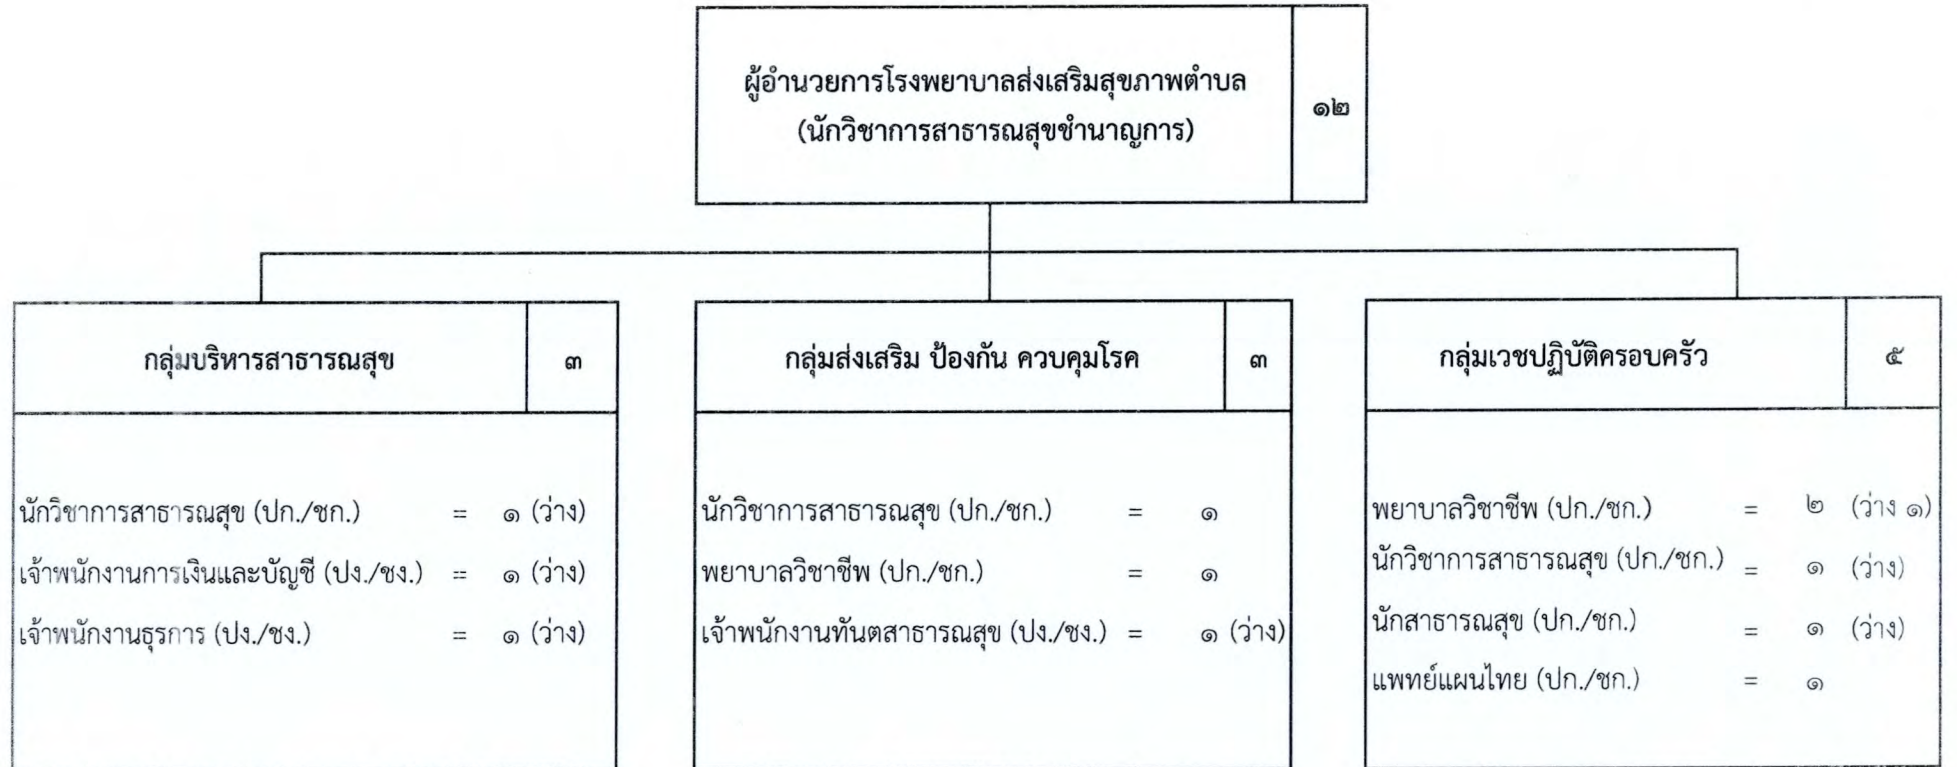 ผู้อำนวยการโรงพยาบาลส่งเสริมสุขภาพตำบล
(นักวิชาการสาธารณสุขชำนาญการ)
๑๒
กลุ่มบริหารสาธารณสุข ๓
นักวิชาการสาธารณสุข (ปก./ชก.) = ๑ (ว่าง)
เจ้าพนักงานการเงินและบัญชี (ปง./ชง.) = ๑ (ว่าง)
เจ้าพนักงานธุรการ (ปง./ชง.) = ๑ (ว่าง)
กลุ่มส่งเสริม ป้องกัน ควบคุมโรค ๓
นักวิชาการสาธารณสุข (ปก./ชก.) = ๑
พยาบาลวิชาชีพ (ปก./ชก.) = ๑
เจ้าพนักงานทันตสาธารณสุข (ปง./ชง.) = ๑ (ว่าง)
กลุ่มเวชปฏิบัติครอบครัว ๕
พยาบาลวิชาชีพ (ปก./ชก.) = ๒ (ว่าง ๑)
นักวิชาการสาธารณสุข (ปก./ชก.) = ๑ (ว่าง)
นักสาธารณสุข (ปก./ชก.) = ๑ (ว่าง)
แพทย์แผนไทย (ปก./ชก.) = ๑